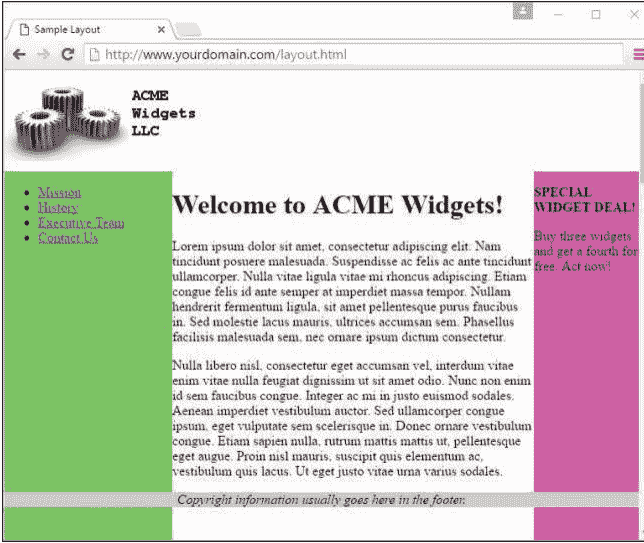 Sample Layout
http://www.yourdomain.com/layout.html
ACME
Widgets
LLC
Mission
History
Executive Team
Contact Us
Welcome to ACME Widgets!
Lorem ipsum dolor sit amet, consectetur adipiscing elit. Nam
tincidunt posuere malesuada. Suspendisse ac felis ac ante tincidunt
ullamcorper. Nulla vitae ligula vitae mi rhoncus adipiscing. Etiam
congue felis id ante semper at imperdiet massa tempor. Nullam
hendrerit fermentum ligula, sit amet pellentesque purus faucibus
in. Sed molestie lacus mauris, ultrices accumsan sem. Phasellus
facilisis malesuada sem, nec ornare ipsum dictum consectetur.
Nulla libero nisl, consectetur eget accumsan vel, interdum vitae
enim vitae nulla feugiat dignissim ut sit amet odio. Nunc non enim
id sem faucibus congue. Integer ac mi in justo euismod sodales.
Aenean imperdiet vestibulum auctor. Sed ullamcorper congue
ipsum, eget vulputate sem scelerisque in. Donec ornare vestibulum
congue. Etiam sapien nulla, rutrum mattis mattis ut, pellentesque
eget augue. Proin nisl mauris, suscipit quis elementum ac,
vestibulum quis lacus. Ut eget justo vitae urna varius sodales.
SPECIAL
WIDGET DEAL!
Buy three widgets
and get a fourth for
free. Act now!
Copyright information usually goes here in the footer.